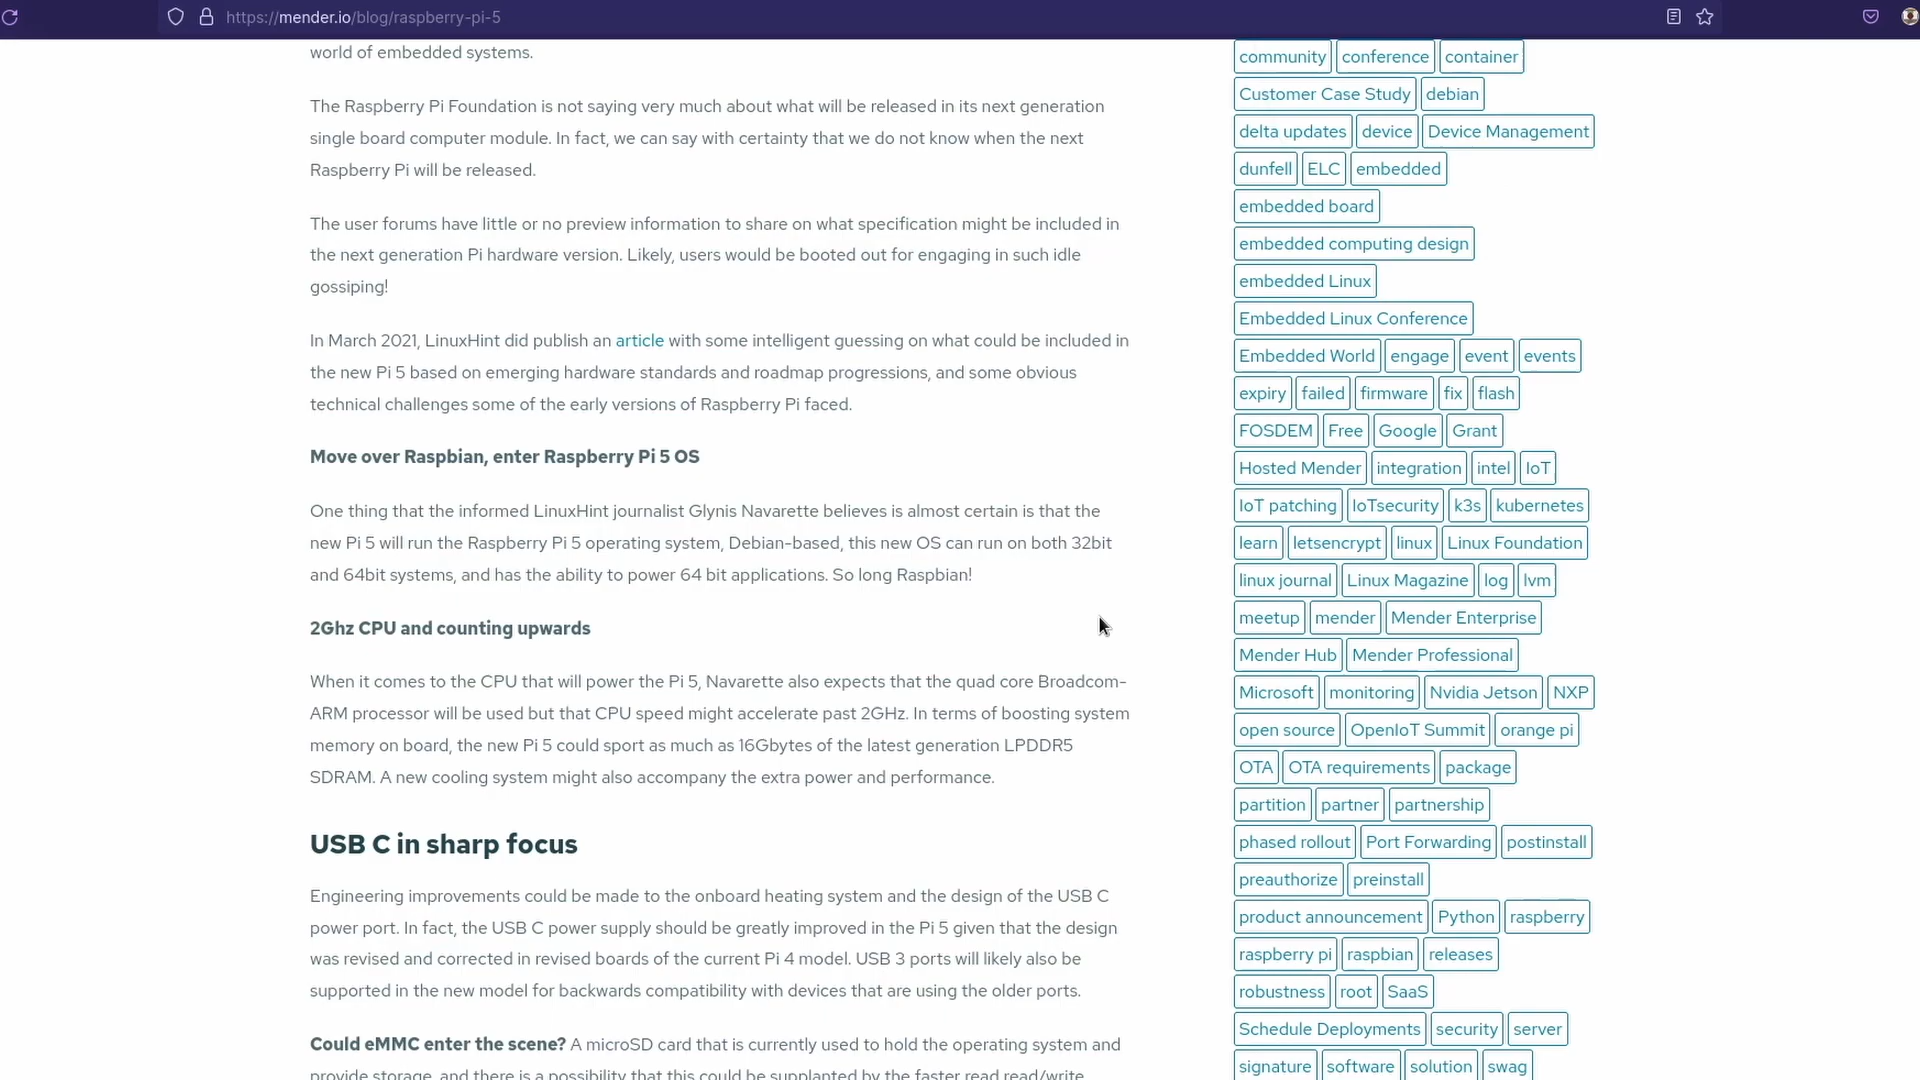 https://mender.io/blog/raspberry-pi-5
world of embedded systems.
The Raspberry Pi Foundation is not saying very much about what will be released in its next generation
single board computer module. In fact, we can say with certainty that we do not know when the next
Raspberry Pi will be released.
The user forums have little or no preview information to share on what specification might be included in
the next generation Pi hardware version. Likely, users would be booted out for engaging in such idle
gossiping!
In March 2021, LinuxHint did publish an article with some intelligent guessing on what could be included in
the new Pi 5 based on emerging hardware standards and roadmap progressions, and some obvious
technical challenges some of the early versions of Raspberry Pi faced.
Move over Raspbian, enter Raspberry Pi 5 OS
One thing that the informed LinuxHint journalist Glynis Navarette believes is almost certain is that the
new Pi 5 will run the Raspberry Pi 5 operating system, Debian-based, this new OS can run on both 32bit
and 64bit systems, and has the ability to power 64 bit applications. So long Raspbian!
2Ghz CPU and counting upwards
When it comes to the CPU that will power the Pi 5, Navarette also expects that the quad core Broadcom-
ARM processor will be used but that CPU speed might accelerate past 2GHz. In terms of boosting system
memory on board, the new Pi 5 could sport as much as 16Gbytes of the latest generation LPDDR5
SDRAM. A new cooling system might also accompany the extra power and performance.
USB C in sharp focus
Engineering improvements could be made to the onboard heating system and the design of the USB C
power port. In fact, the USB C power supply should be greatly improved in the Pi 5 given that the design
was revised and corrected in revised boards of the current Pi 4 model. USB 3 ports will likely also be
supported in the new model for backwards compatibility with devices that are using the older ports.
Could eMMC enter the scene? A microSD card that is currently used to hold the operating system and
provide storage, and there is a possibility that this could be supplanted by the faster read read/write
community conference container
Customer Case Study debian
delta updates device Device Management
dunfell ELC embedded
embedded board
embedded computing design
embedded Linux
Embedded Linux Conference
Embedded World engage event events
expiry failed firmware fix flash
FOSDEM Free Google Grant
Hosted Mender integration intel IoT
IoT patching IoTsecurity k3s kubernetes
learn letsencrypt linux Linux Foundation
linux journal Linux Magazine log lvm
meetup mender Mender Enterprise
Mender Hub Mender Professional
Microsoft monitoring Nvidia Jetson NXP
open source OpenIoT Summit orange pi
OTA OTA requirements package
partition partner partnership
phased rollout Port Forwarding postinstall
preauthorize preinstall
product announcement Python raspberry
raspberry pi raspbian releases
robustness root SaaS
Schedule Deployments security server
signature software solution swag